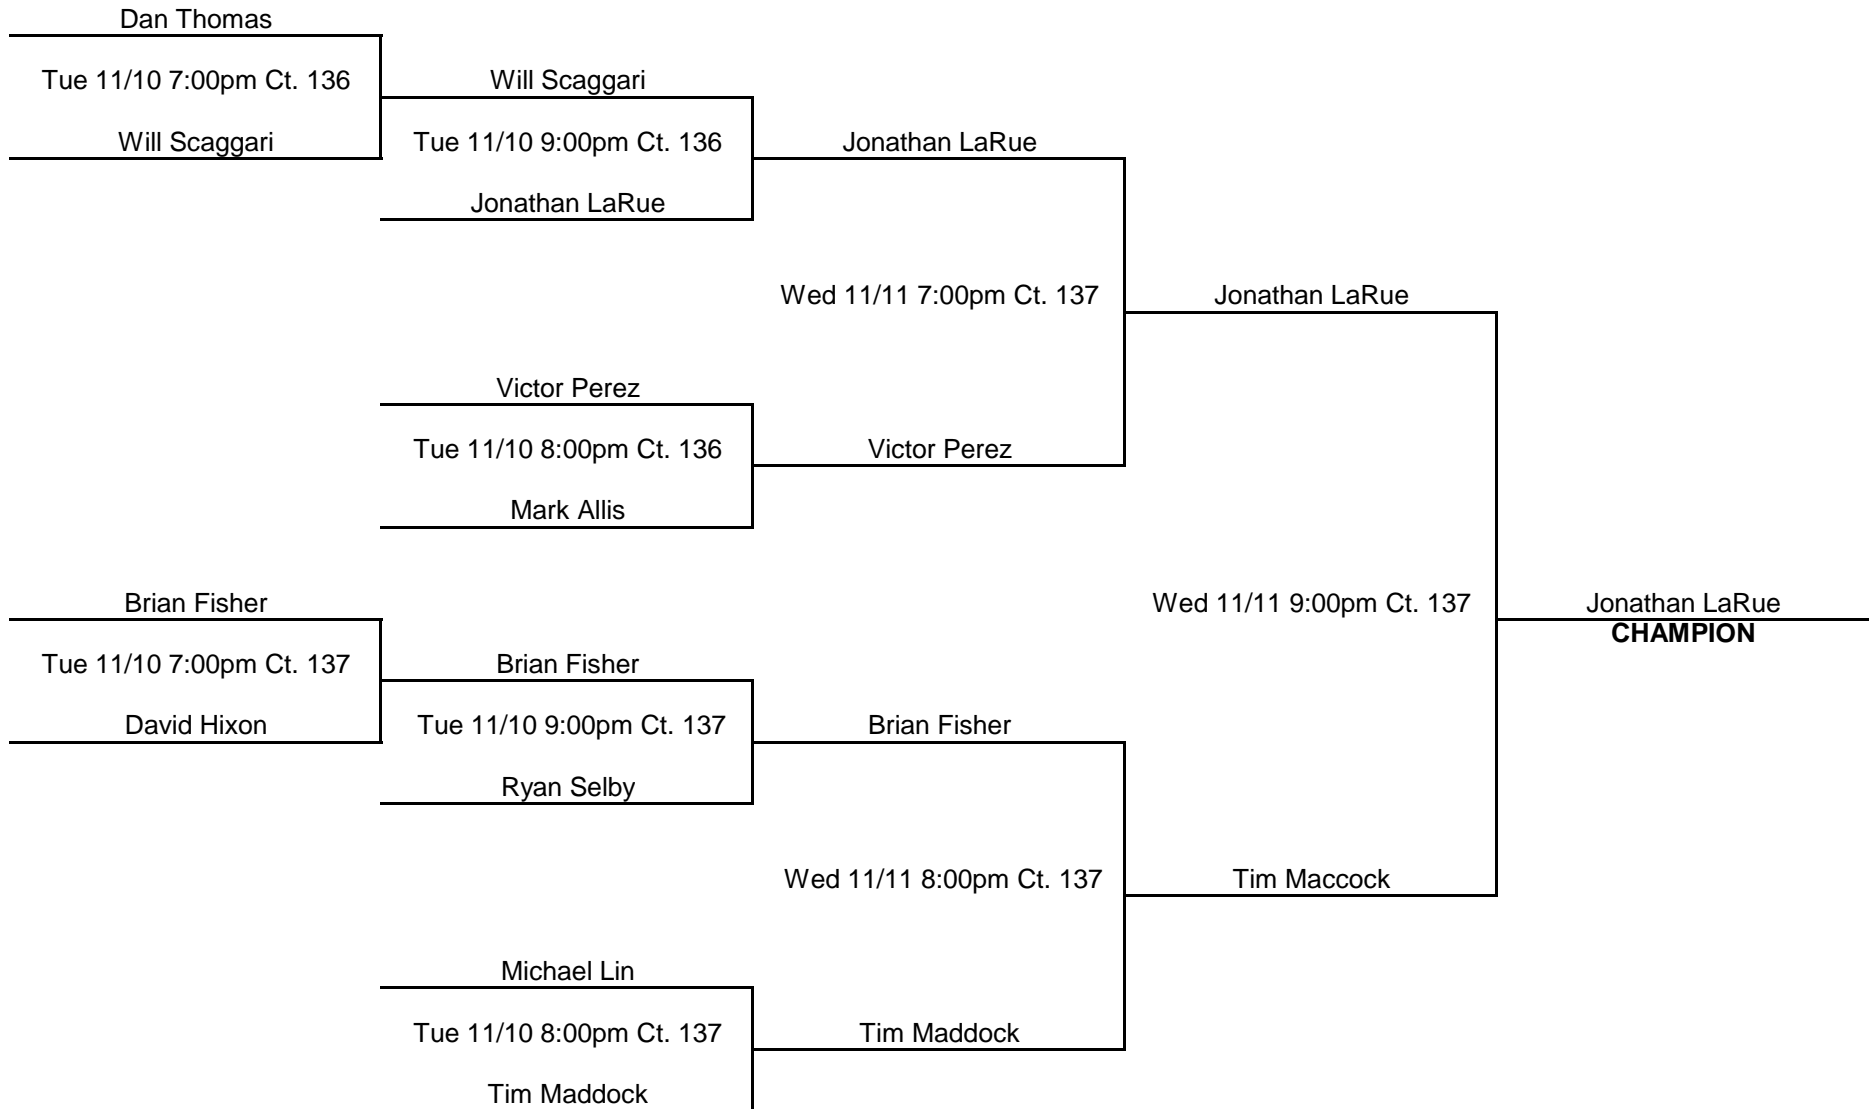 Dan Thomas
Tue 11/10 7:00pm Ct. 136
Will Scaggari
Will Scaggari
Tue 11/10 9:00pm Ct. 136
Jonathan LaRue
Jonathan LaRue
Wed 11/11 7:00pm Ct. 137
Jonathan LaRue
Victor Perez
Tue 11/10 8:00pm Ct. 136
Victor Perez
Mark Allis
Brian Fisher
Wed 11/11 9:00pm Ct. 137
Jonathan LaRue
CHAMPION
Tue 11/10 7:00pm Ct. 137
Brian Fisher
David Hixon
Tue 11/10 9:00pm Ct. 137
Brian Fisher
Ryan Selby
Wed 11/11 8:00pm Ct. 137
Tim Maccock
Michael Lin
Tue 11/10 8:00pm Ct. 137
Tim Maddock
Tim Maddock